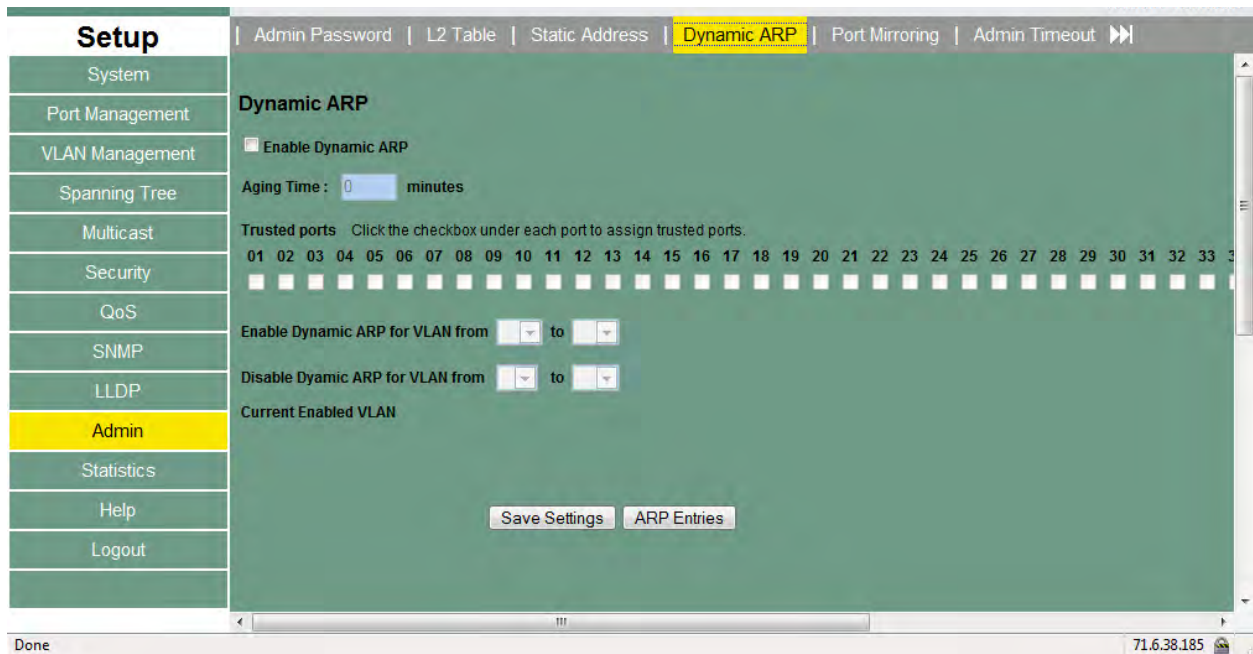 Setup
| Admin Password | L2 Table | Static Address | Dynamic ARP | Port Mirroring | Admin Timeout
System
Port Management
VLAN Management
Spanning Tree
Multicast
Security
QoS
SNMP
LLDP
Admin
Statistics
Help
Logout
Dynamic ARP
Enable Dynamic ARP
Aging Time : 0 minutes
Trusted ports Click the checkbox under each port to assign trusted ports.
01 02 03 04 05 06 07 08 09 10 11 12 13 14 15 16 17 18 19 20 21 22 23 24 25 26 27 28 29 30 31 32 33
Enable Dynamic ARP for VLAN from to
Disable Dyamic ARP for VLAN from to
Current Enabled VLAN
Save Settings ARP Entries
Done 71.6.38.185